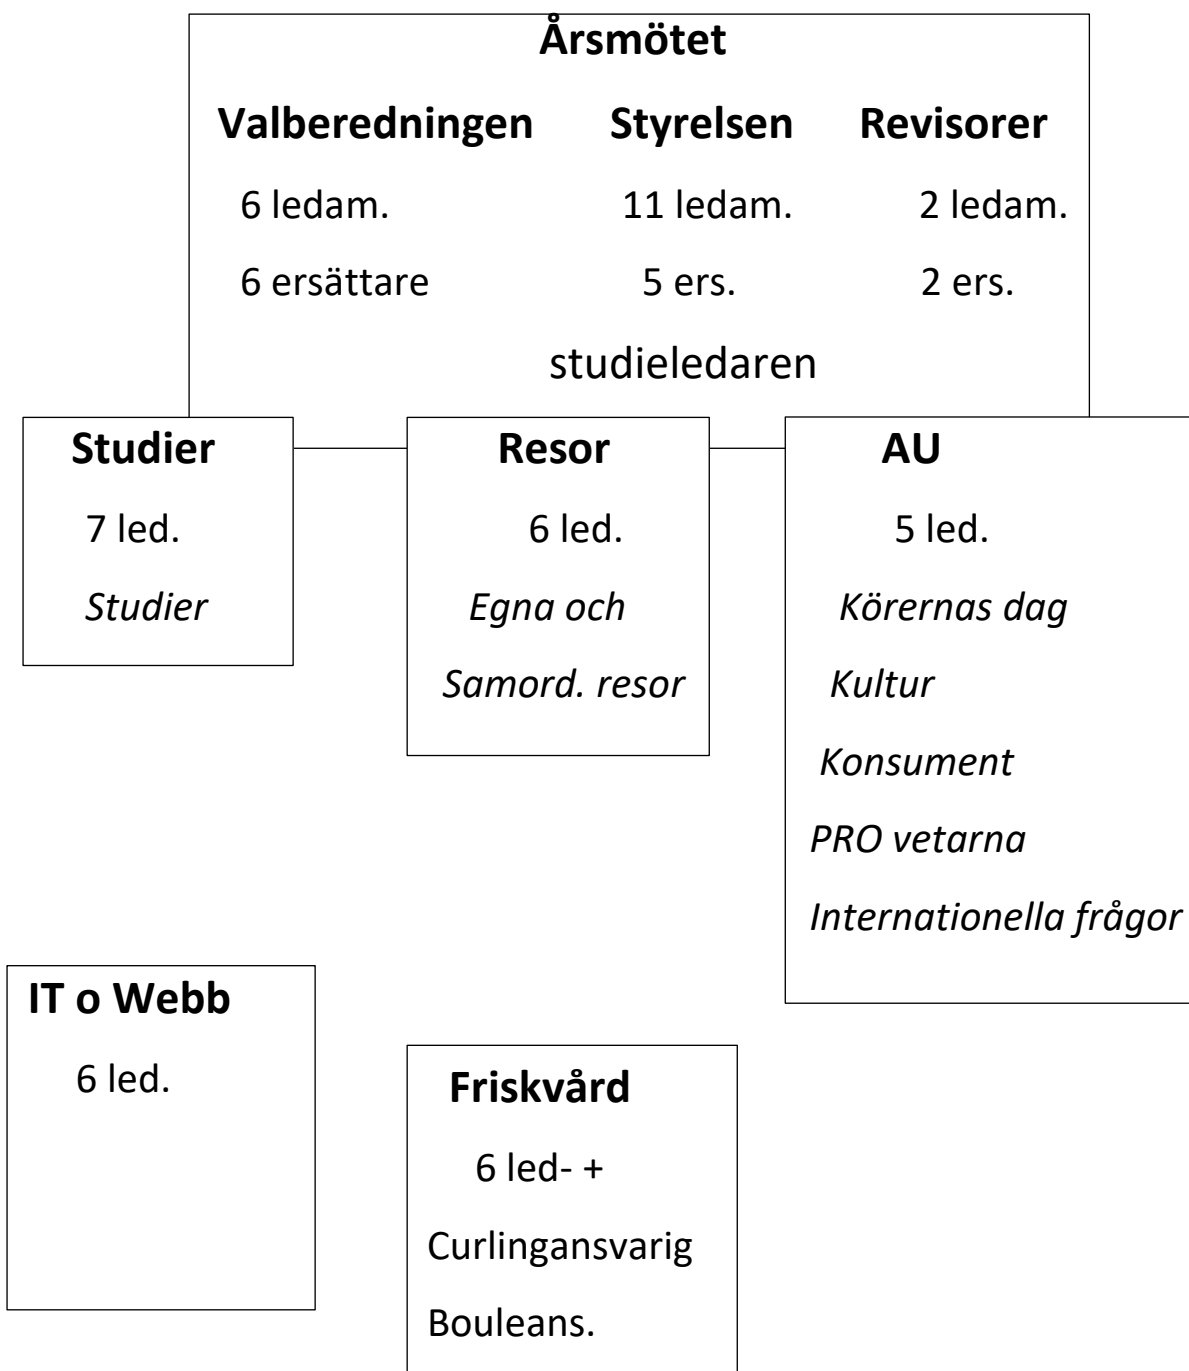 Årsmötet
Valberedningen Styrelsen Revisorer
6 ledam. 11 ledam. 2 ledam.
6 ersättare 5 ers. 2 ers.
studieledaren
Studier
7 led.
Studier
Resor
6 led.
Egna och
Samord. resor
AU
5 led.
Körernas dag
Kultur
Konsument
PRO vetarna
Internationella frågor
IT o Webb
6 led.
Friskvård
6 led- +
Curlingansvarig
Bouleans.